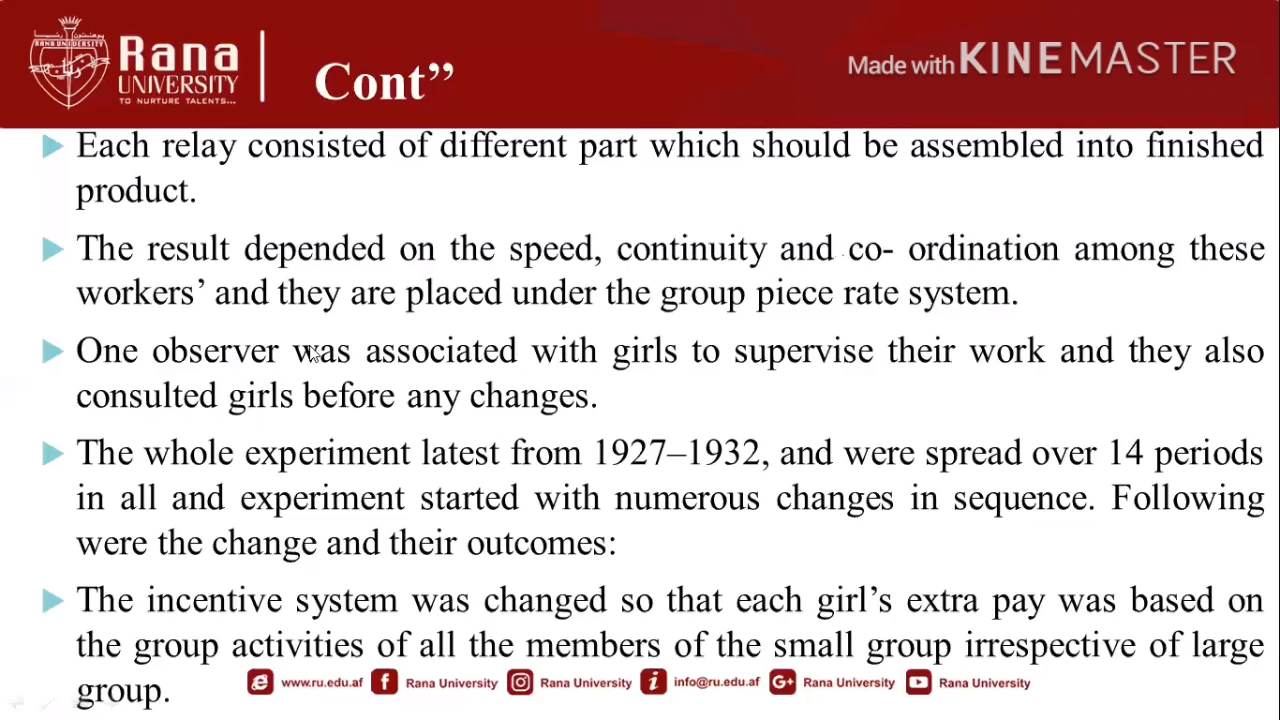 RANA UNIVERSITY
Rana
UNIVERSITY
TO NURTURE TALENTS...
Cont”
Made with KINEMASTER
Each relay consisted of different part which should be assembled into finished
product.
The result depended on the speed, continuity and co- ordination among these
workers’ and they are placed under the group piece rate system.
One observer was associated with girls to supervise their work and they also
consulted girls before any changes.
The whole experiment latest from 1927–1932, and were spread over 14 periods
in all and experiment started with numerous changes in sequence. Following
were the change and their outcomes:
The incentive system was changed so that each girl’s extra pay was based on
the group activities of all the members of the small group irrespective of large
group.
www.ru.edu.af Rana University Rana University info@ru.edu.af Rana University Rana University